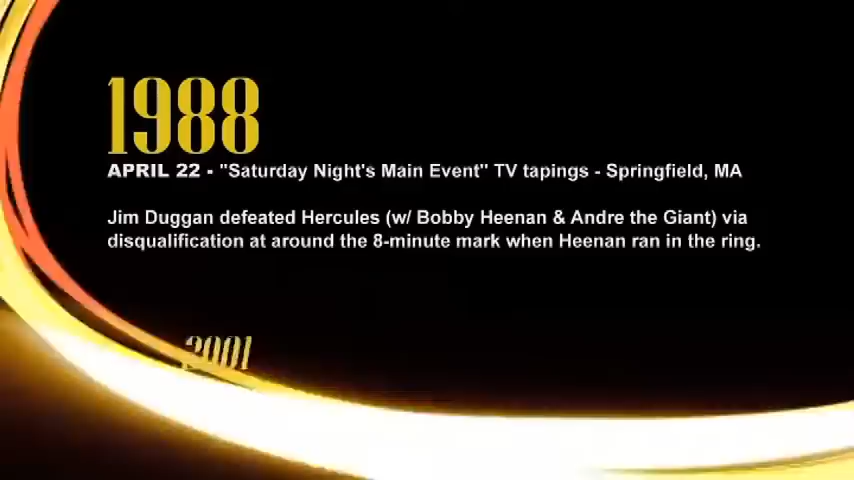 1988
APRIL 22 - "Saturday Night's Main Event" TV tapings - Springfield, MA
Jim Duggan defeated Hercules (w/ Bobby Heenan & Andre the Giant) via
disqualification at around the 8-minute mark when Heenan ran in the ring.
2001